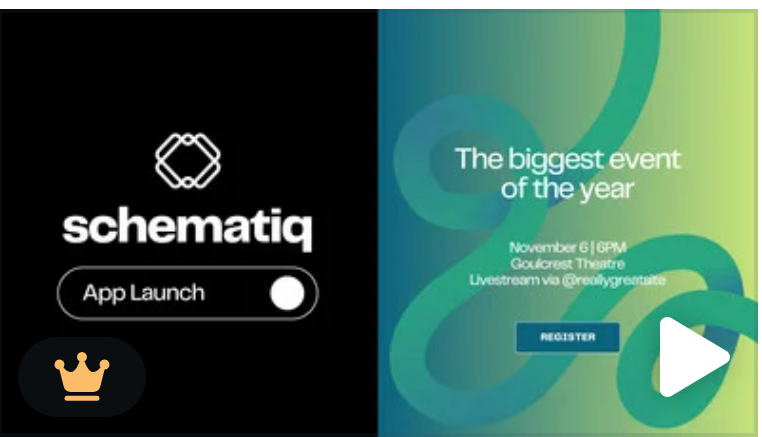 schematiq
App Launch
The biggest event
of the year
November 6 | 6PM
Goulcrest Theatre
Livestream via @reallygreatsite
REGISTER